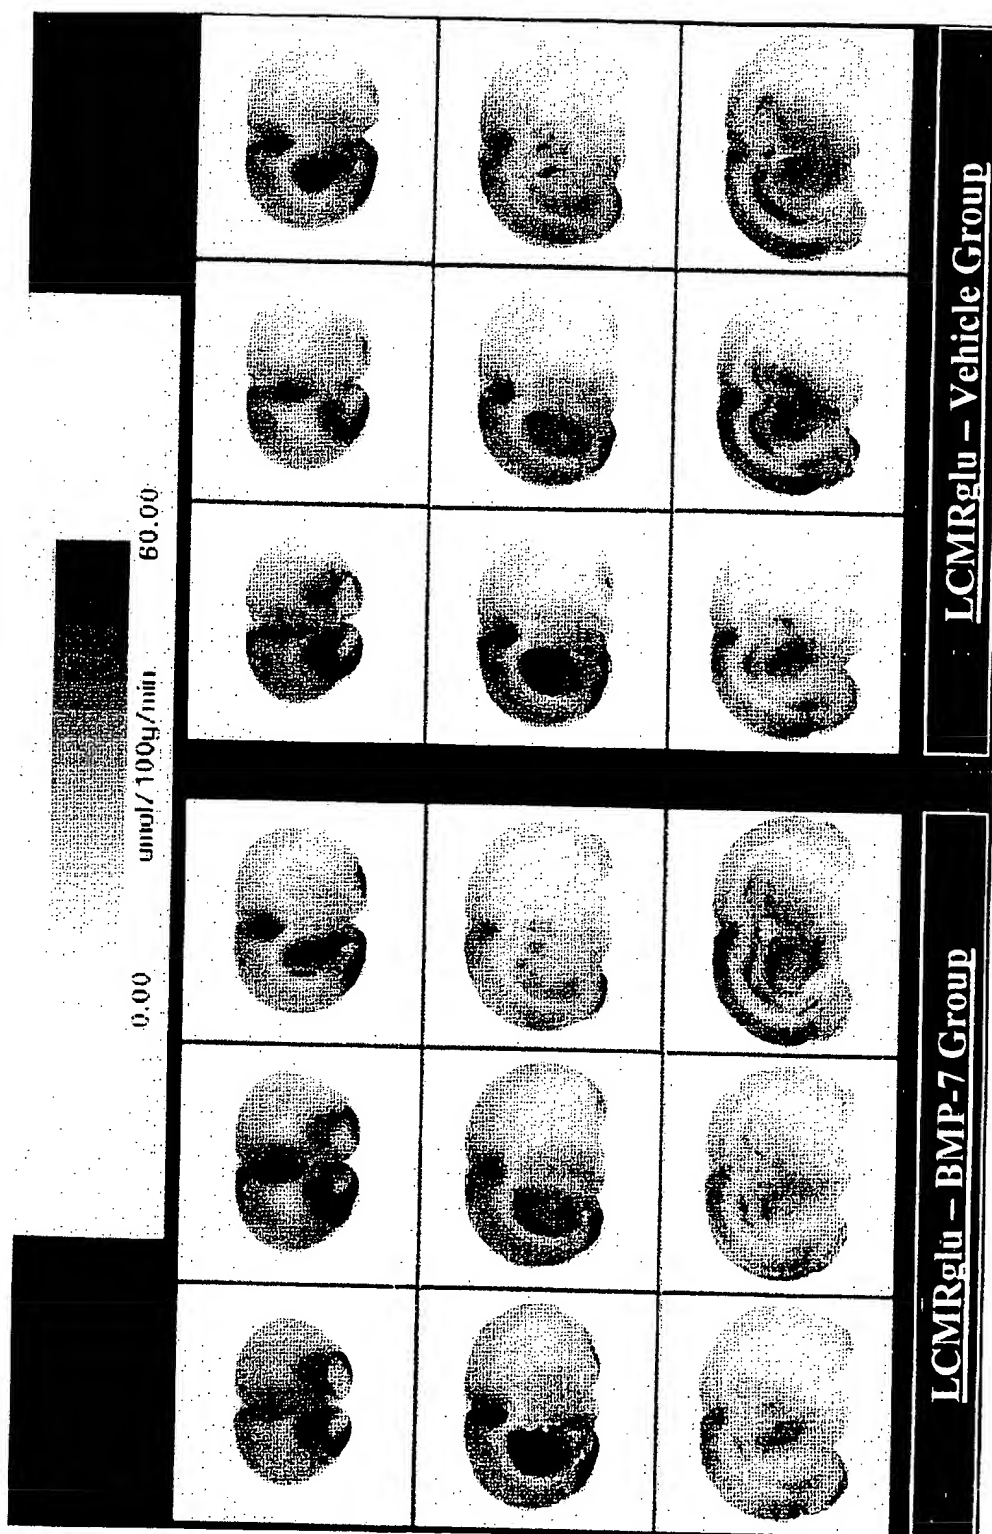 0.00
umol/100g/min
60.00
LCMRglu – BMP-7 Group
LCMRglu – Vehicle Group